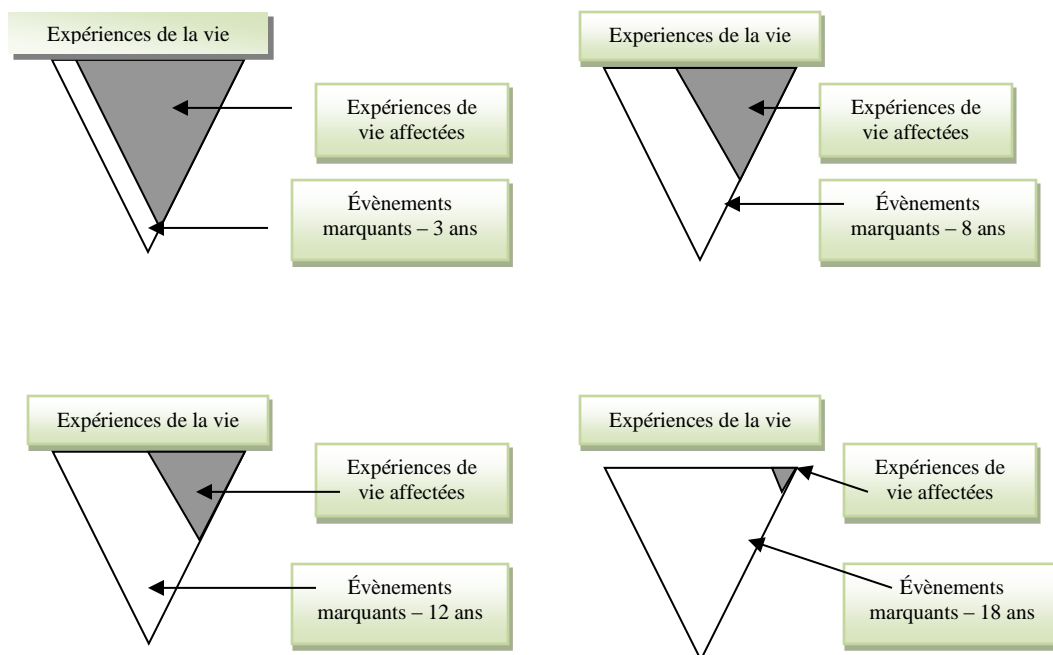 Expériences de la vie
Expériences de
vie affectées
Évènements
marquants – 3 ans
Experiences de la vie
Expériences de
vie affectées
Évènements
marquants – 8 ans
Expériences de la vie
Expériences de
vie affectées
Évènements
marquants – 12 ans
Expériences de la vie
Expériences de
vie affectées
Évènements
marquants – 18 ans